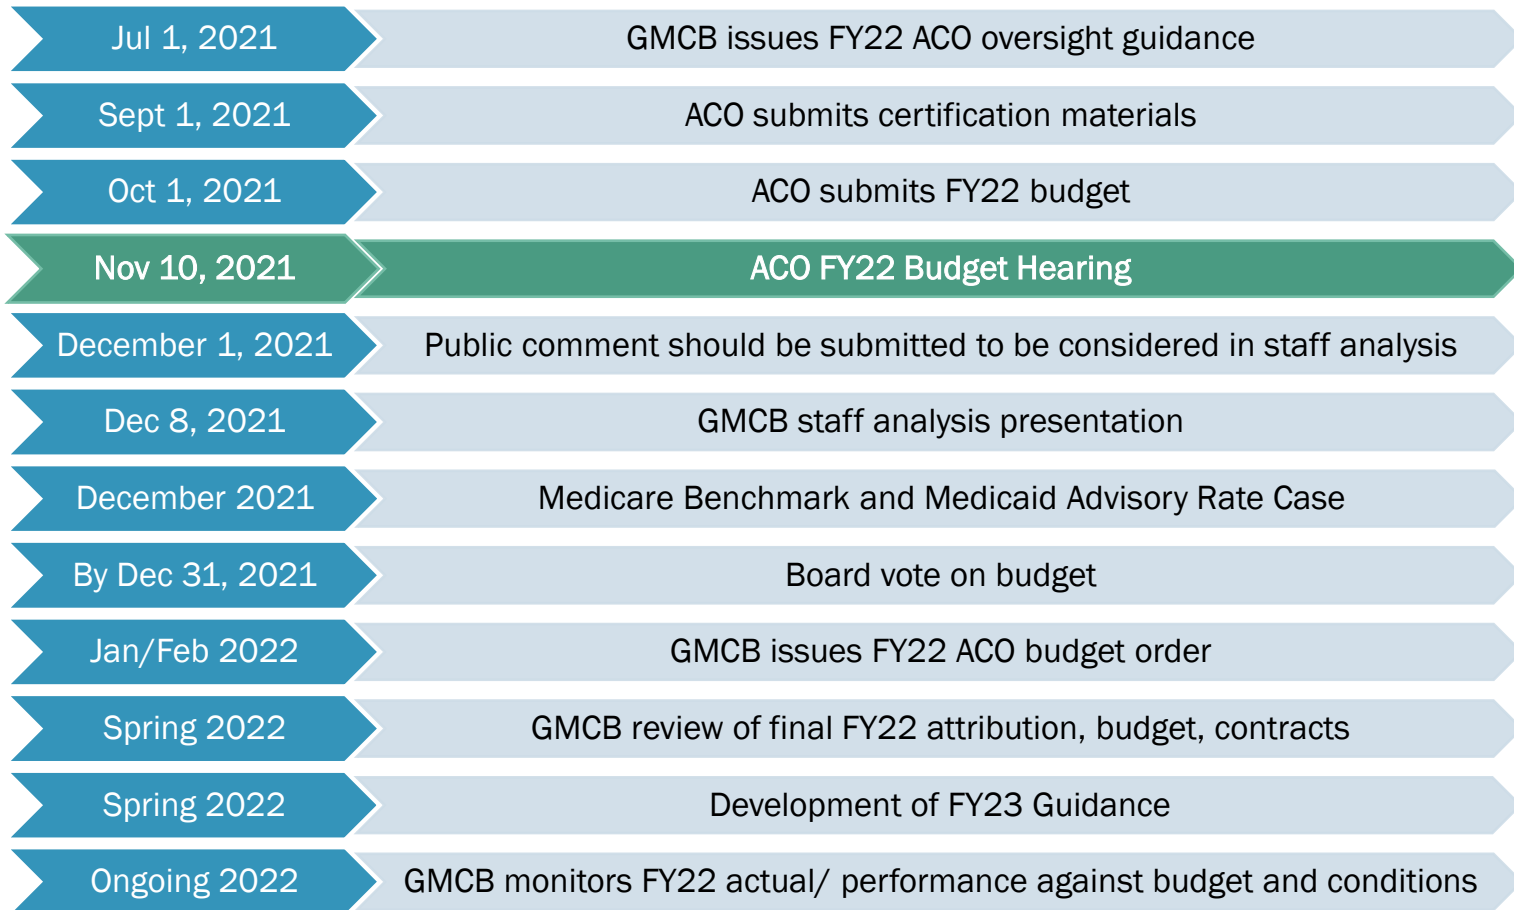 Jul 1, 2021
GMCB issues FY22 ACO oversight guidance
Sept 1, 2021
ACO submits certification materials
Oct 1, 2021
ACO submits FY22 budget
Nov 10, 2021
ACO FY22 Budget Hearing
December 1, 2021
Public comment should be submitted to be considered in staff analysis
Dec 8, 2021
GMCB staff analysis presentation
December 2021
Medicare Benchmark and Medicaid Advisory Rate Case
By Dec 31, 2021
Board vote on budget
Jan/Feb 2022
GMCB issues FY22 ACO budget order
Spring 2022
GMCB review of final FY22 attribution, budget, contracts
Spring 2022
Development of FY23 Guidance
Ongoing 2022
GMCB monitors FY22 actual/ performance against budget and conditions